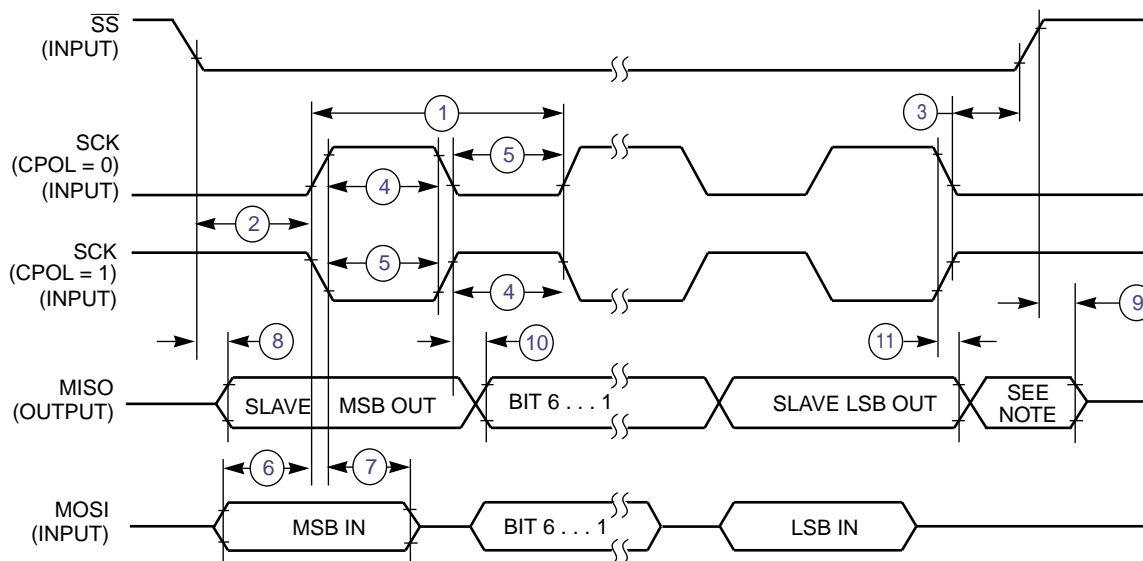 SS
(INPUT)
1
3
SCK
(CPOL = 0)
(INPUT)
5
4
2
SCK
(CPOL = 1)
(INPUT)
5
4
9
8
10
11
MISO
(OUTPUT)
SLAVE
MSB OUT
BIT 6 . . . 1
SLAVE LSB OUT
SEE
NOTE
6
7
MOSI
(INPUT)
MSB IN
BIT 6 . . . 1
LSB IN